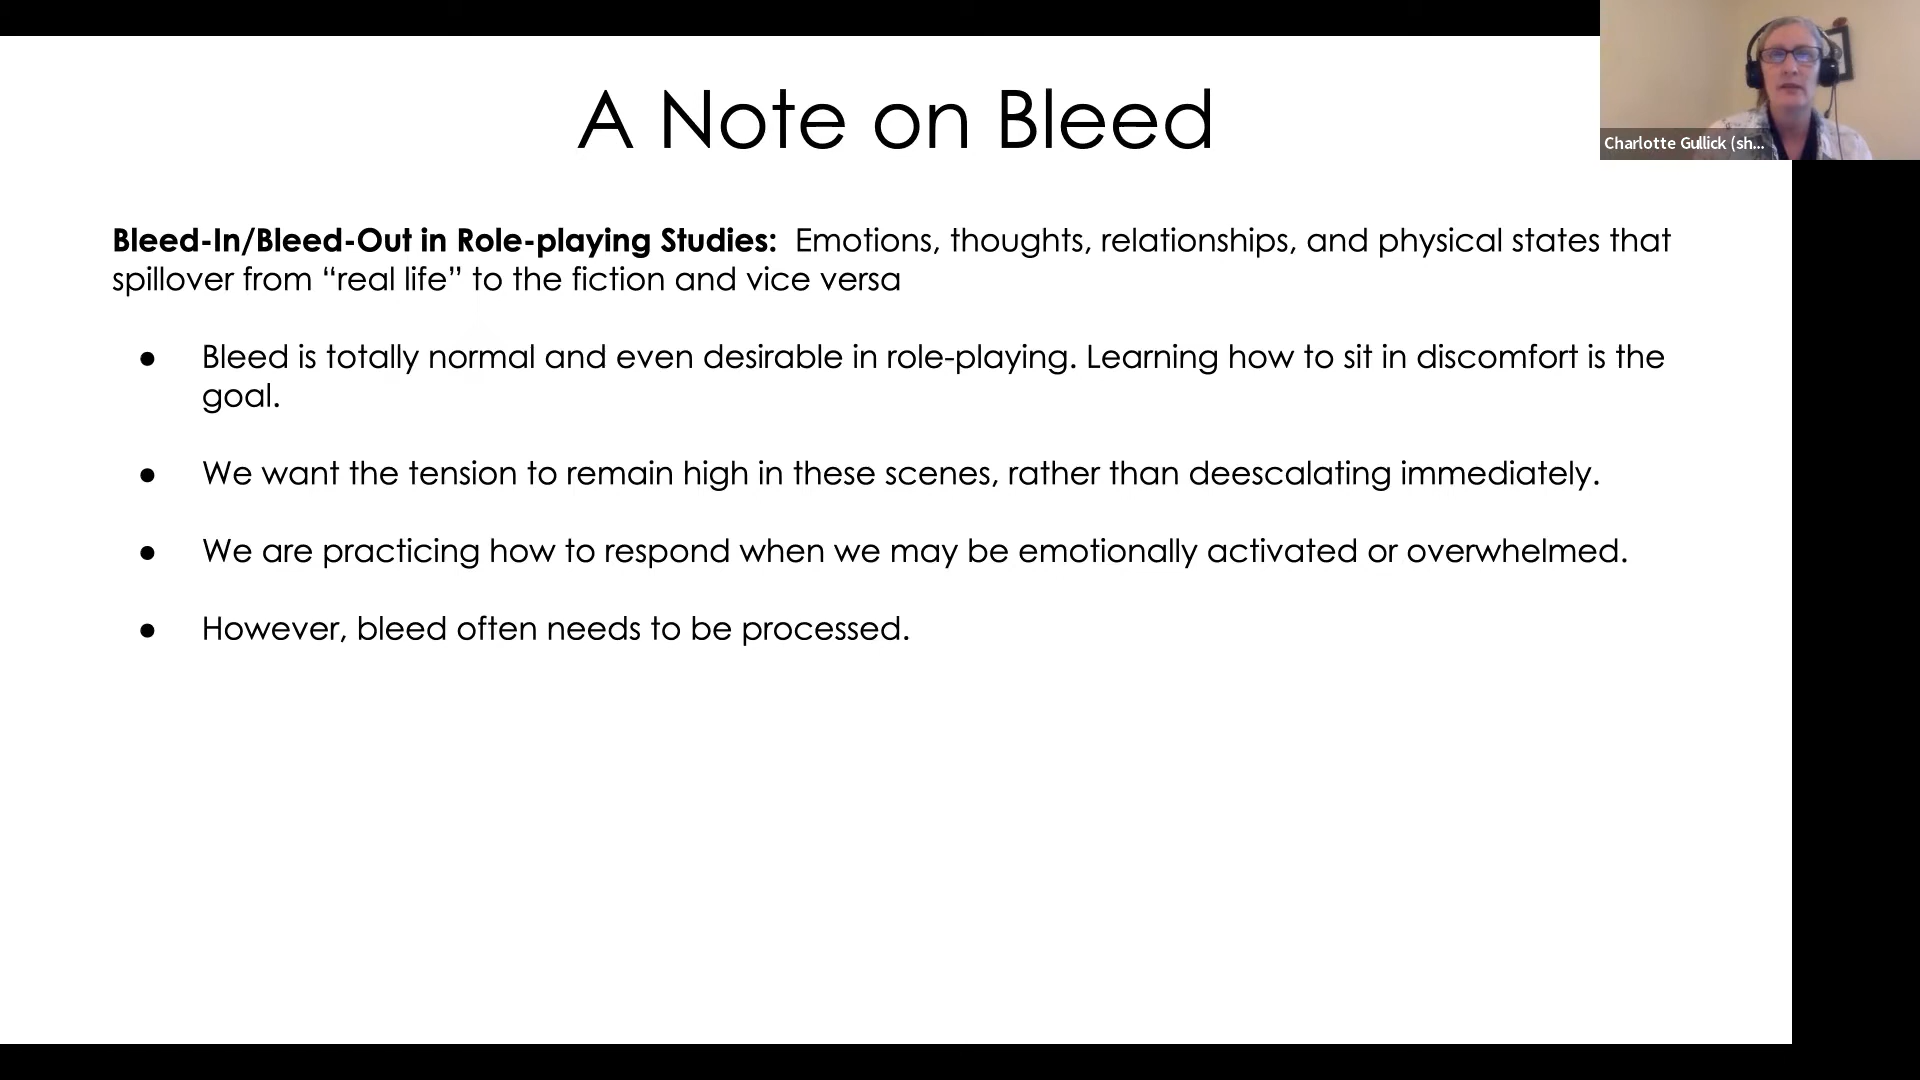 A Note on Bleed
Charlotte Gullick (sh...
Bleed-In/Bleed-Out in Role-playing Studies:  Emotions, thoughts, relationships, and physical states that
spillover from “real life” to the fiction and vice versa
● Bleed is totally normal and even desirable in role-playing. Learning how to sit in discomfort is the
goal.
● We want the tension to remain high in these scenes, rather than deescalating immediately.
● We are practicing how to respond when we may be emotionally activated or overwhelmed.
● However, bleed often needs to be processed.